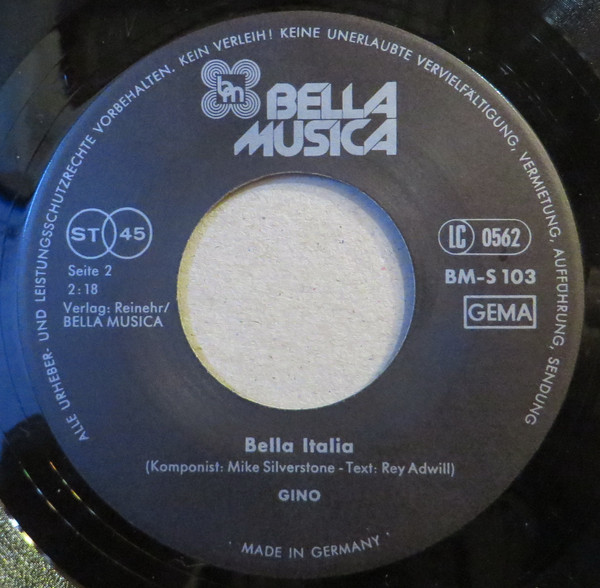 ALLE URHEBER- UND LEISTUNGSSCHUTZRECHTE VORBEHALTEN. KEIN VERLEIH! KEINE UNERLAUBTE VERVIELFÄLTIGUNG, VERMIETUNG, AUFFÜHRUNG, SENDUNG
bm
BELLA
MUSICA
ST 45
LC 0562
Seite 2
BM-S 103
2:18
GEMA
Verlag: Reinehr/
BELLA MUSICA
Bella Italia
(Komponist: Mike Silverstone - Text: Rey Adwill)
GINO
MADE IN GERMANY